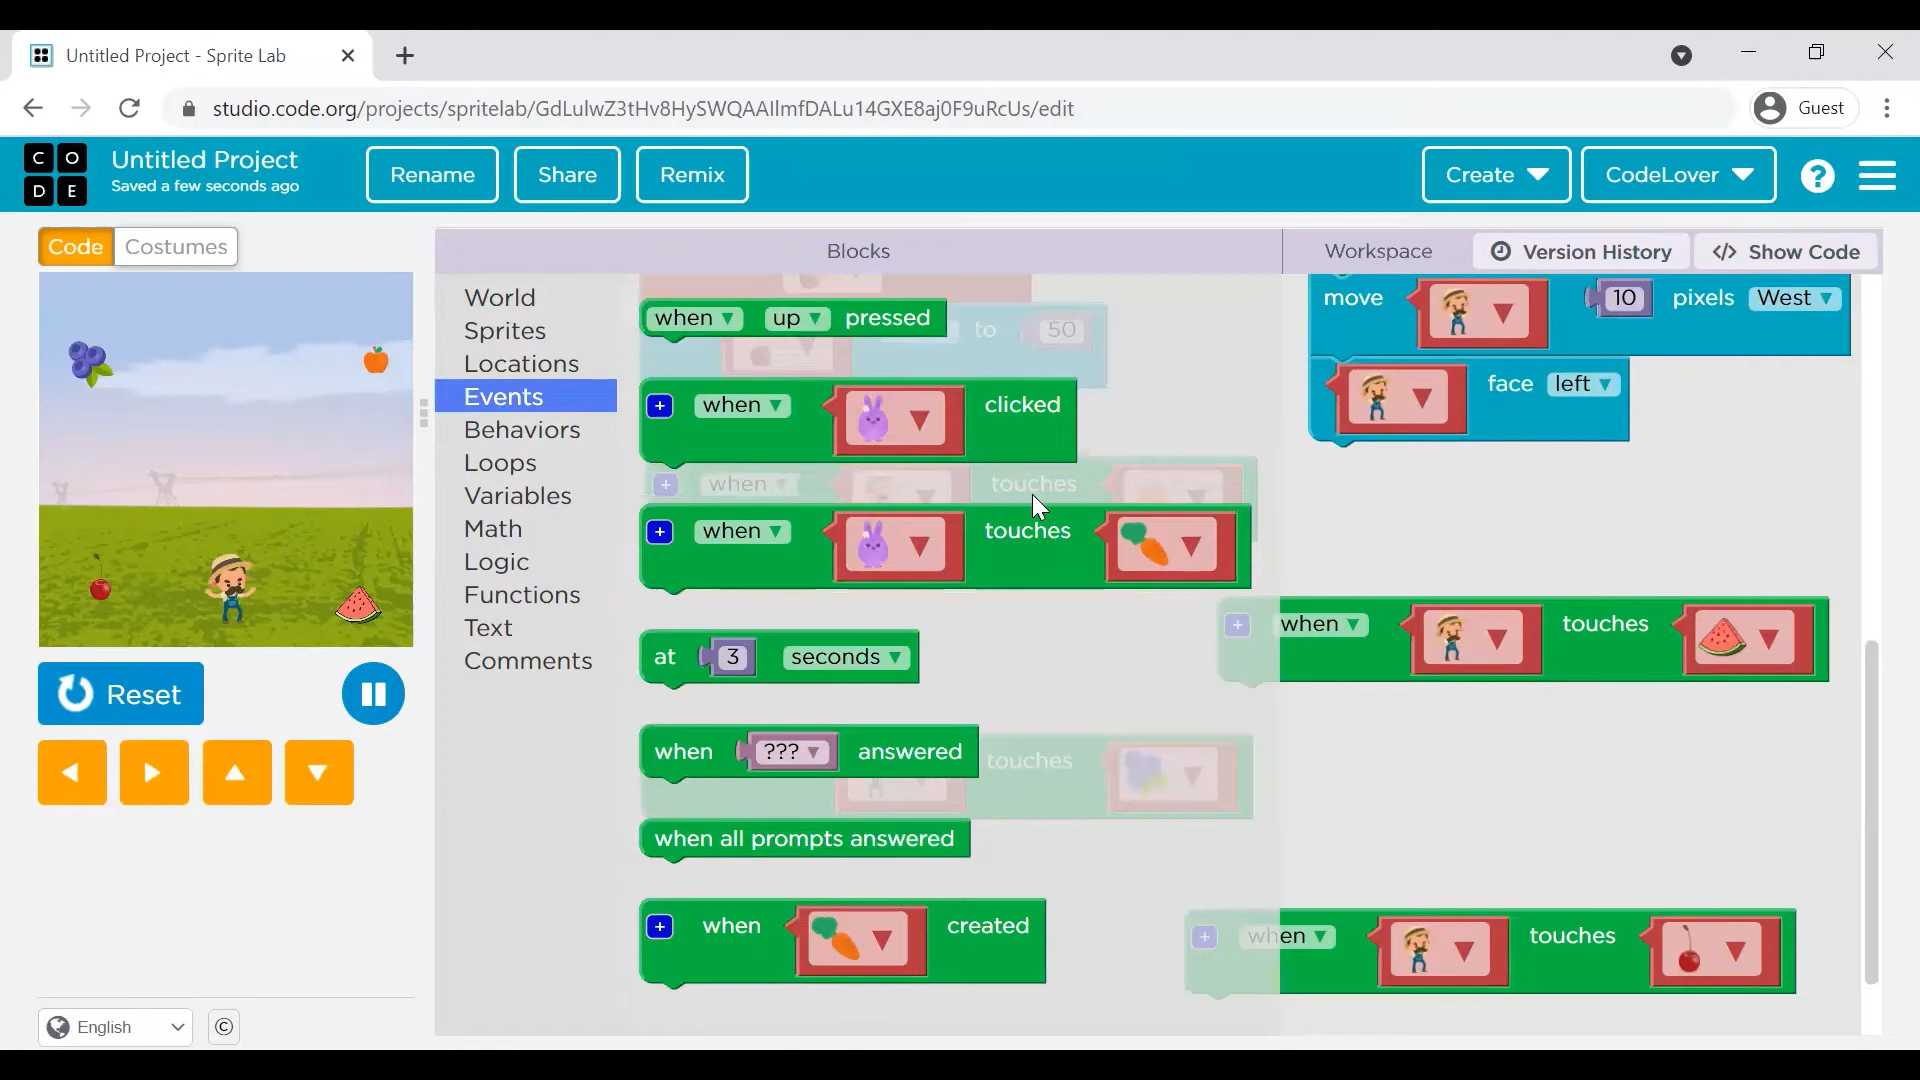 Untitled Project - Sprite Lab
studio.code.org/projects/spritelab/GdLulwZ3tHv8HySWQAAIlmfDALu14GXE8aj0F9uRcUs/edit
Guest
C O
D E
Untitled Project
Saved a few seconds ago
Rename
Share
Remix
Create
CodeLover
?
Code
Costumes
Blocks
Workspace
Version History
</> Show Code
World
Sprites
Locations
Events
Behaviors
Loops
Variables
Math
Logic
Functions
Text
Comments
when up pressed
to 50
when clicked
when touches
when touches
at 3 seconds
when ??? answered
touches
when all prompts answered
when created
move 10 pixels West
face left
when touches
when touches
Reset
English
©